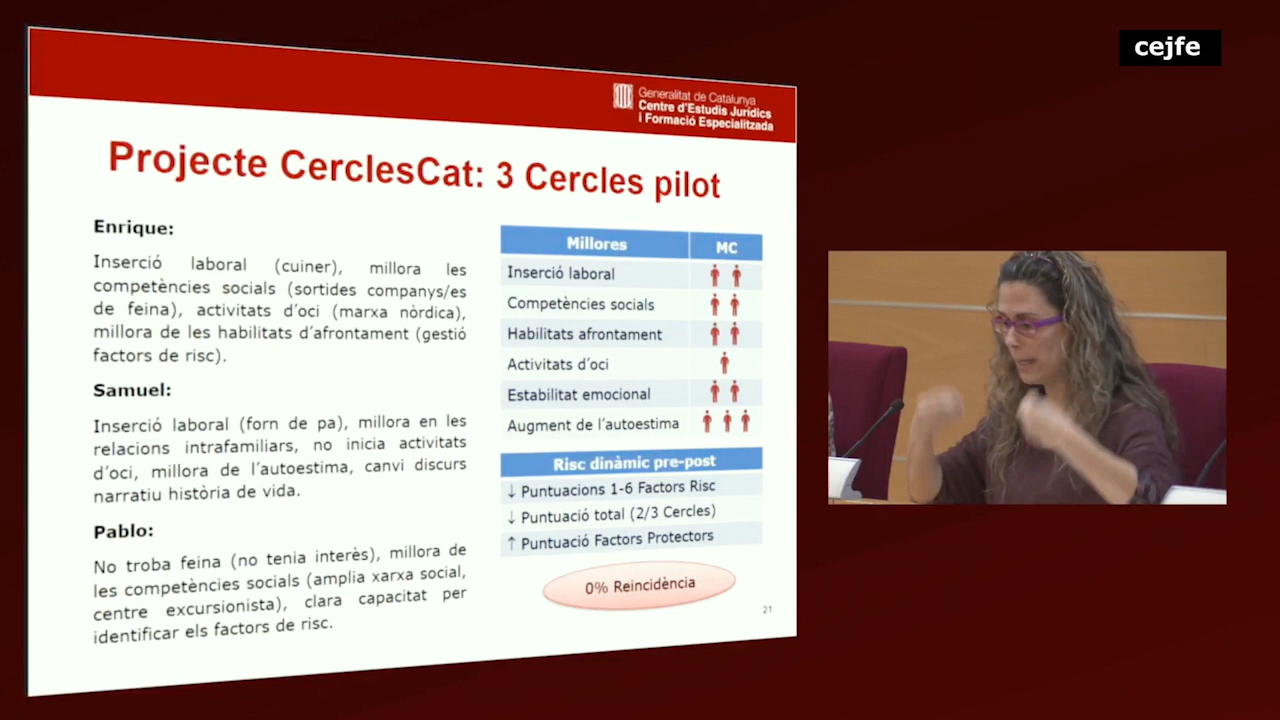 cejfe
Generalitat de Catalunya
Centre d'Estudis Jurídics
i Formació Especialitzada
Projecte CerclesCat: 3 Cercles pilot
Enrique:
Inserció laboral (cuiner), millora les
competències socials (sortides companys/es
de feina), activitats d'oci (marxa nòrdica),
millora de les habilitats d'afrontament (gestió
factors de risc).
Samuel:
Inserció laboral (forn de pa), millora en les
relacions intrafamiliars, no inicia activitats
d'oci, millora de l'autoestima, canvi discurs
narratiu història de vida.
Pablo:
No troba feina (no tenia interès), millora de
les competències socials (amplia xarxa social,
centre excursionista), clara capacitat per
identificar els factors de risc.
Millores MC
Inserció laboral
Competències socials
Habilitats afrontament
Activitats d'oci
Estabilitat emocional
Augment de l'autoestima
Risc dinàmic pre-post
↓ Puntuacions 1-6 Factors Risc
↓ Puntuació total (2/3 Cercles)
↑ Puntuació Factors Protectors
0% Reincidència
21